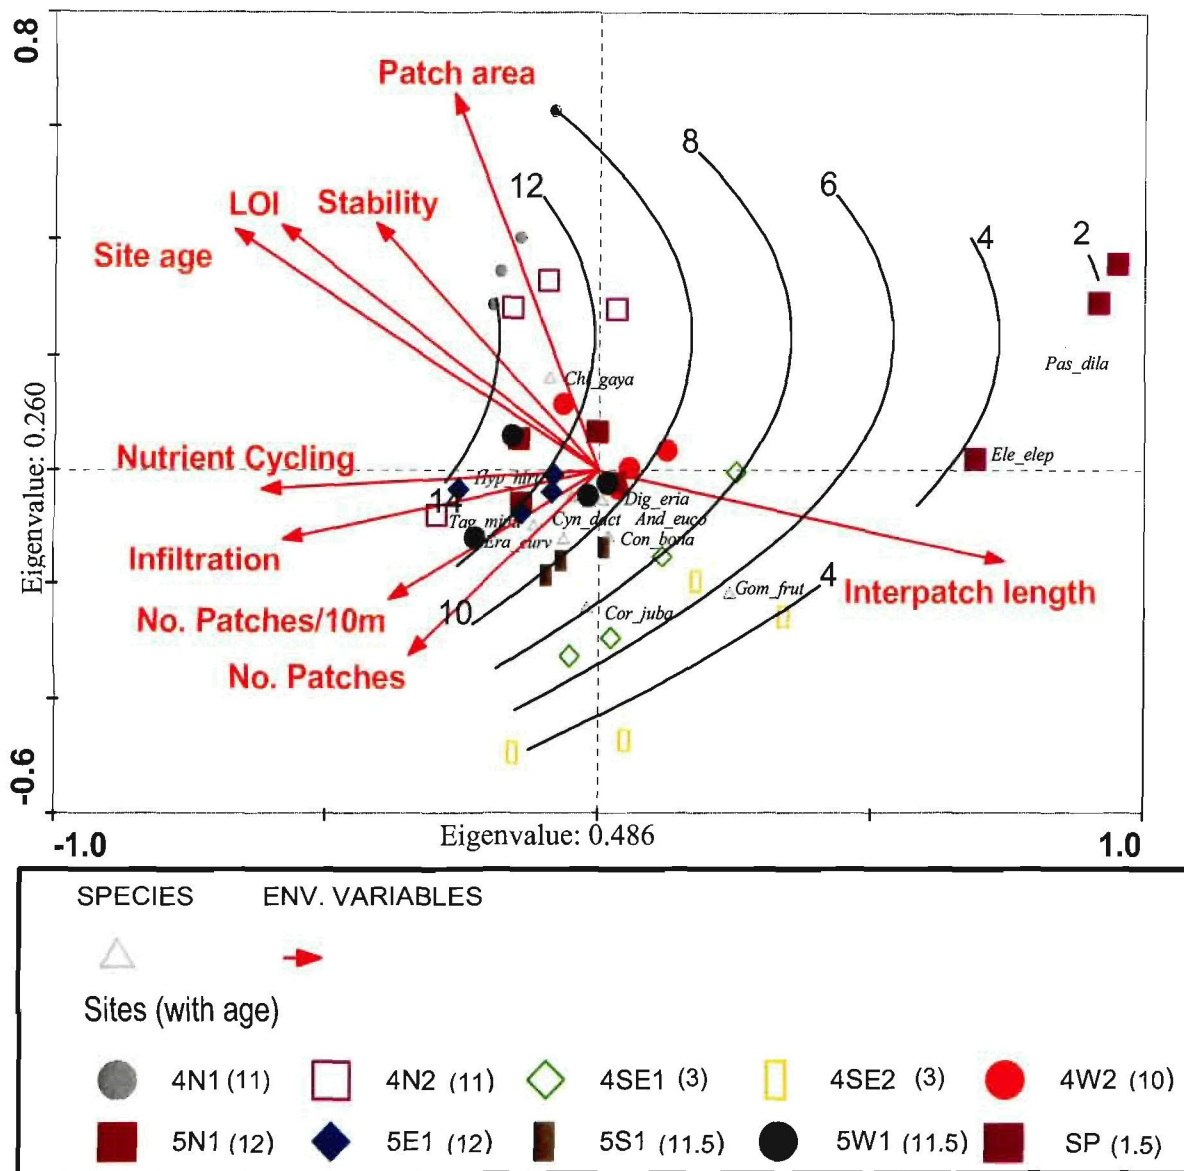 0.8
Patch area
8
12
6
LOI
Stability
Site age
2
4
Pas_dila
Chl_gaya
Eigenvalue: 0.260
Nutrient Cycling
Ele_elep
14
Dig_eria
Cyn_dact
And_euco
Era_curv
Con_bona
Infiltration
Gom_frut
4
Interpatch length
No. Patches/10m
10
Cor_juba
No. Patches
-0.6
-1.0
Eigenvalue: 0.486
1.0
SPECIES
ENV. VARIABLES
Sites (with age)
4N1 (11)
4N2 (11)
4SE1 (3)
4SE2 (3)
4W2 (10)
5N1 (12)
5E1 (12)
5S1 (11.5)
5W1 (11.5)
SP (1.5)